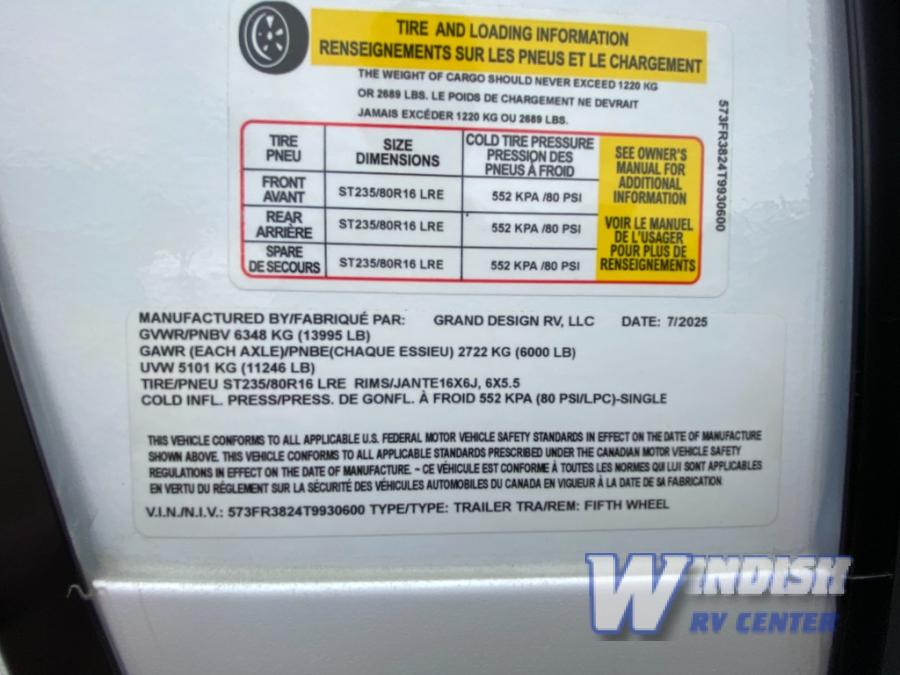 TIRE AND LOADING INFORMATION
RENSEIGNEMENTS SUR LES PNEUS ET LE CHARGEMENT
THE WEIGHT OF CARGO SHOULD NEVER EXCEED 1220 KG
OR 2689 LBS. LE POIDS DE CHARGEMENT NE DEVRAIT
JAMAIS EXCÉDER 1220 KG OU 2689 LBS.
TIRE
PNEU
SIZE
DIMENSIONS
COLD TIRE PRESSURE
PRESSION DES
PNEUS À FROID
FRONT
AVANT
ST235/80R16 LRE
552 KPA /80 PSI
REAR
ARRIÈRE
ST235/80R16 LRE
552 KPA /80 PSI
SPARE
DE SECOURS
ST235/80R16 LRE
552 KPA /80 PSI
SEE OWNER'S
MANUAL FOR
ADDITIONAL
INFORMATION
VOIR LE MANUEL
DE L'USAGER
POUR PLUS DE
RENSEIGNEMENTS
573FR3824T9930600
MANUFACTURED BY/FABRIQUÉ PAR: GRAND DESIGN RV, LLC DATE: 7/2025
GVWR/PNBV 6348 KG (13995 LB)
GAWR (EACH AXLE)/PNBE(CHAQUE ESSIEU) 2722 KG (6000 LB)
UVW 5101 KG (11246 LB)
TIRE/PNEU ST235/80R16 LRE RIMS/JANTE16X6J, 6X5.5
COLD INFL. PRESS/PRESS. DE GONFL. À FROID 552 KPA (80 PSI/LPC)-SINGLE
THIS VEHICLE CONFORMS TO ALL APPLICABLE U.S. FEDERAL MOTOR VEHICLE SAFETY STANDARDS IN EFFECT ON THE DATE OF MANUFACTURE
SHOWN ABOVE. THIS VEHICLE CONFORMS TO ALL APPLICABLE STANDARDS PRESCRIBED UNDER THE CANADIAN MOTOR VEHICLE SAFETY
REGULATIONS IN EFFECT ON THE DATE OF MANUFACTURE. ~ CE VÉHICULE EST CONFORME À TOUTES LES NORMES QUI LUI SONT APPLICABLES
EN VERTU DU RÉGLEMENT SUR LA SÉCURITÉ DES VÉHICULES AUTOMOBILES DU CANADA EN VIGUEUR À LA DATE DE SA FABRICATION.
V.I.N./N.I.V.: 573FR3824T9930600 TYPE/TYPE: TRAILER TRA/REM: FIFTH WHEEL
WINDISH
RV CENTER